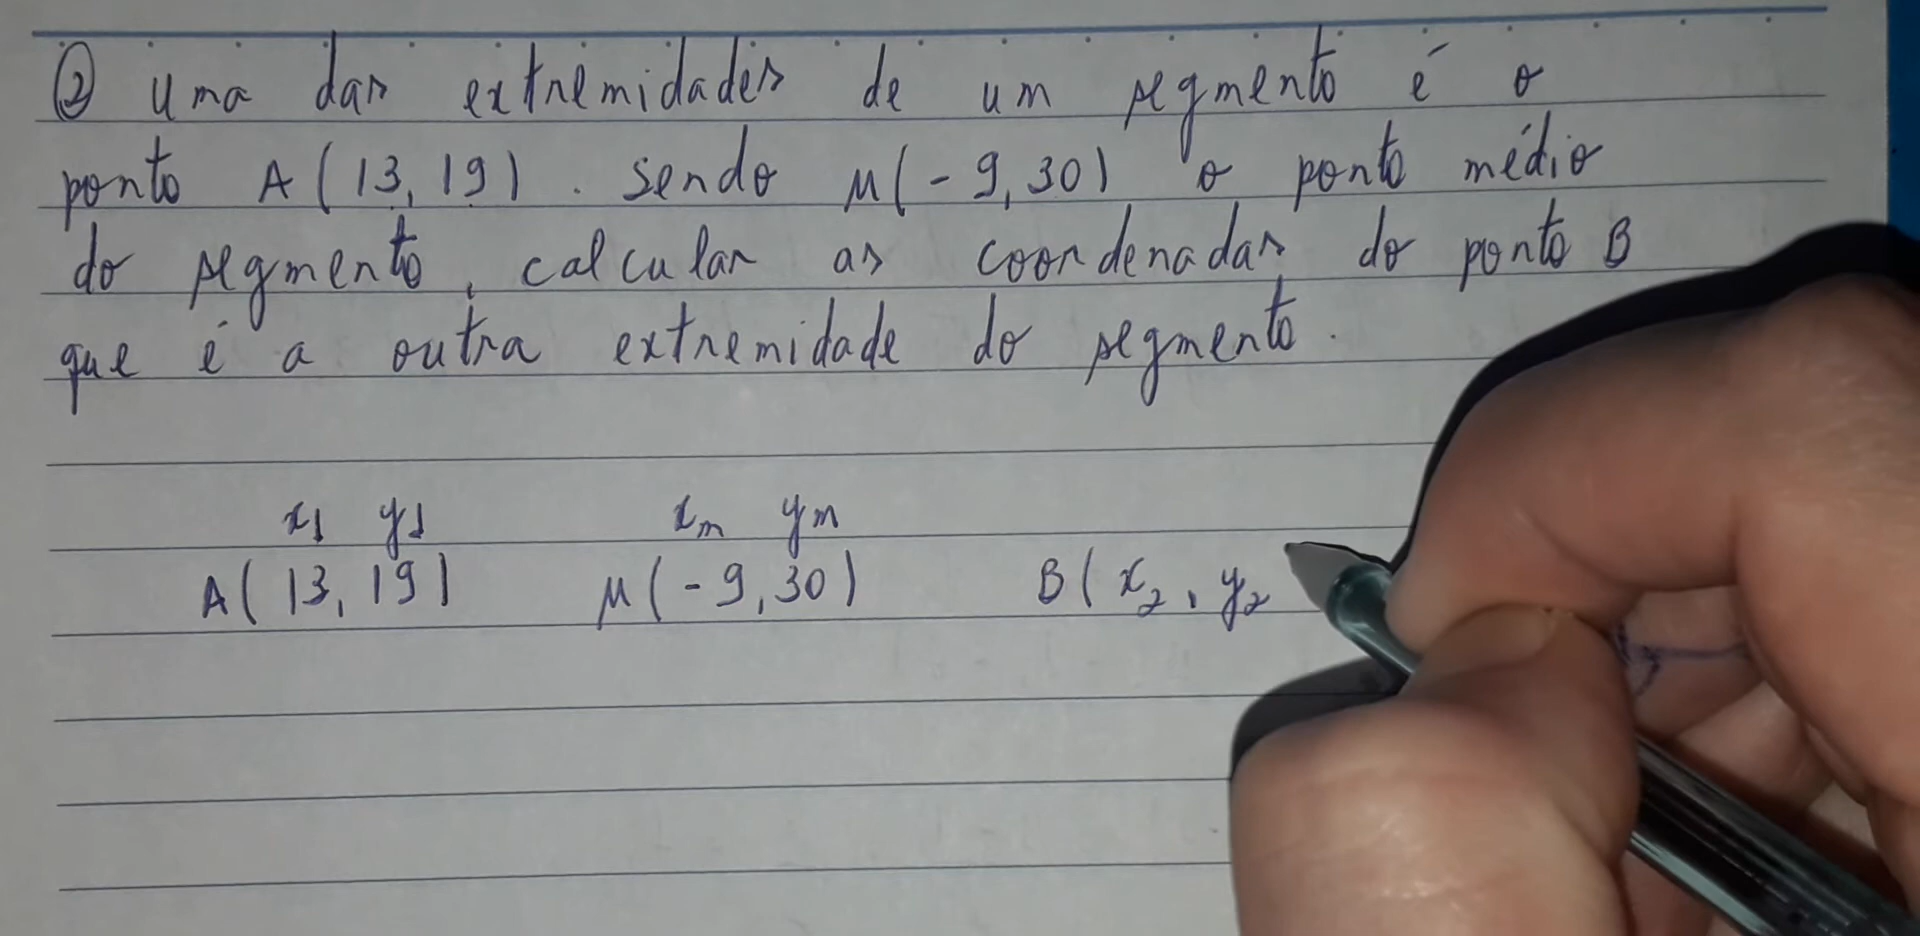 ② Uma das extremidades de um segmento é o
ponto A(13, 19). Sendo M(-9, 30) o ponto médio
do segmento, calcular as coordenadas do ponto B
que é a outra extremidade do segmento.
x1 y1 xm ym
A(13, 19) M(-9, 30) B(x2, y2